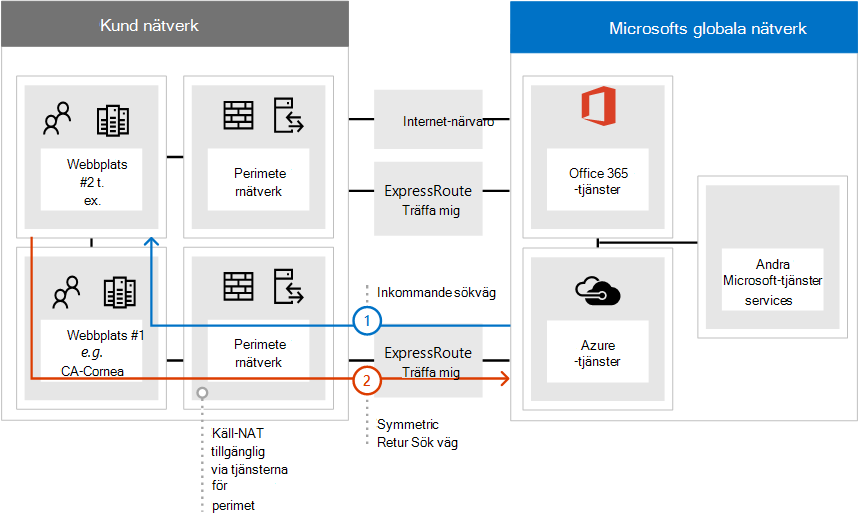 Kund nätverk
Microsofts globala nätverk
Webbplats
#2 t.
ex.
Perimete
rnätverk
Internet-närvaro
ExpressRoute
Träffa mig
Office 365
-tjänster
Andra
Microsoft-tjänster
services
Inkommande sökväg
1
Webbplats #1
e.g.
CA-Cornea
Perimete
rnätverk
ExpressRoute
Träffa mig
Azure
-tjänster
2
Symmetric
Retur Sök väg
Käll-NAT
tillgänglig
via tjänsterna
för
perimet